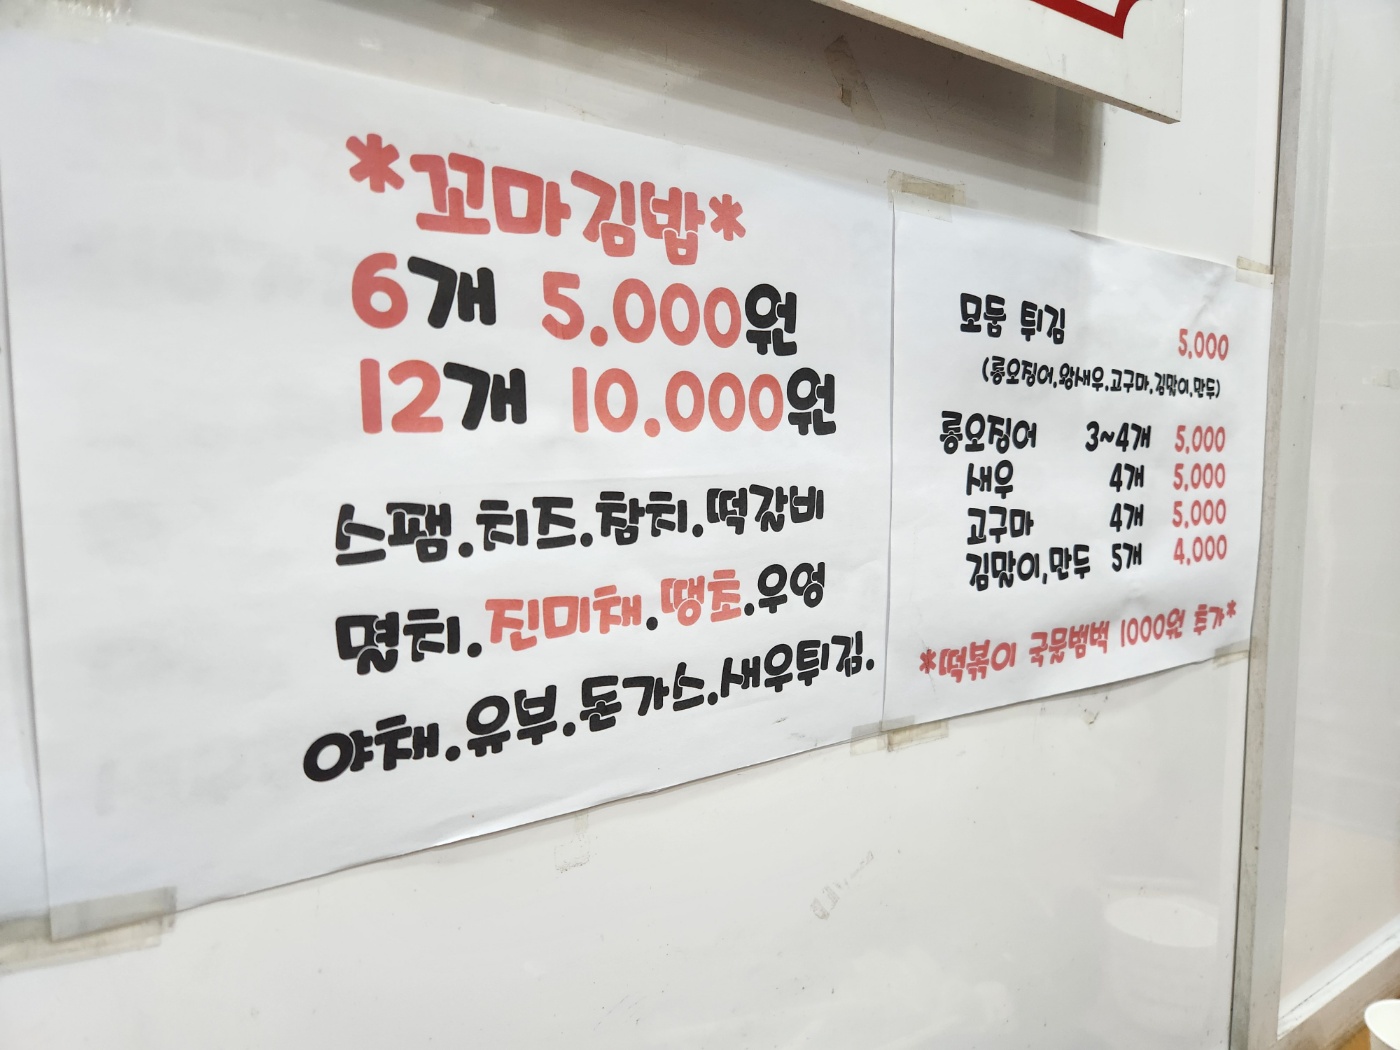 *꼬마김밥*
6개 5.000원
12개 10.000원
스팸.치즈.참치.떡갈비
멸치.진미채.땡초.우엉
야채.유부.돈가스.새우튀김.
모둠 튀김 5,000
(롱오징어,왕새우,고구마,김말이,만두)
롱오징어 3~4개 5,000
새우 4개 5,000
고구마 4개 5,000
김말이,만두 5개 4,000
*떡볶이 국물범벅 1000원 추가*